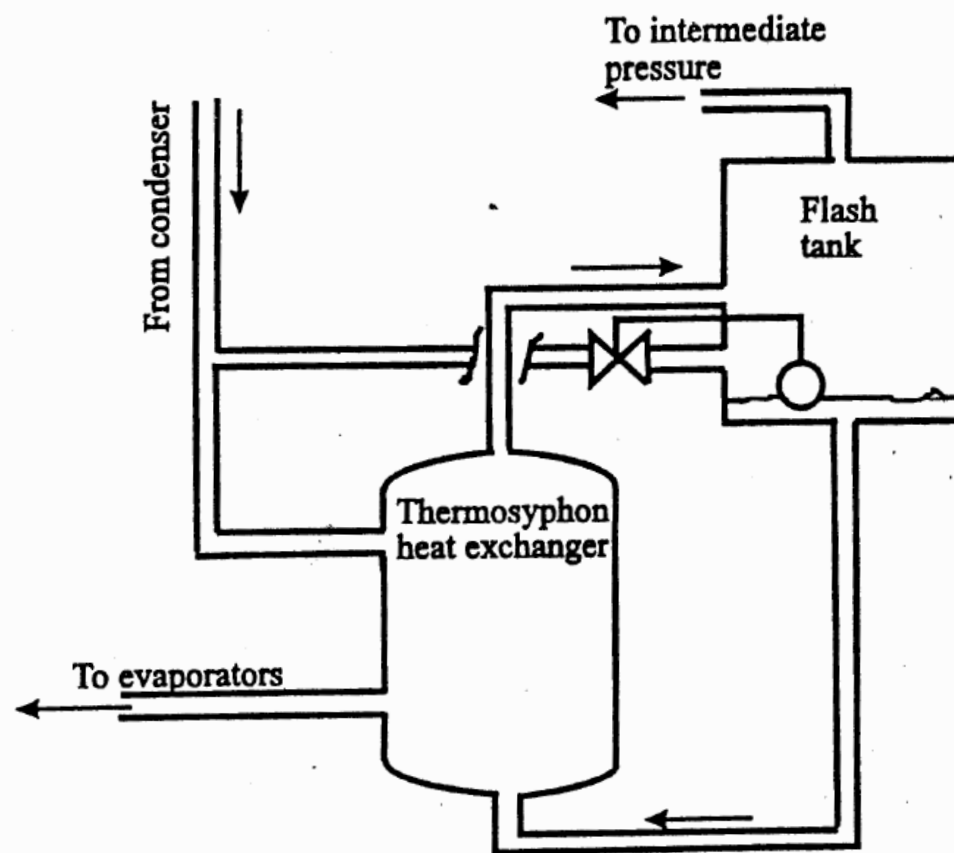 To intermediate
pressure
From condenser
Flash
tank
Thermosyphon
heat exchanger
To evaporators